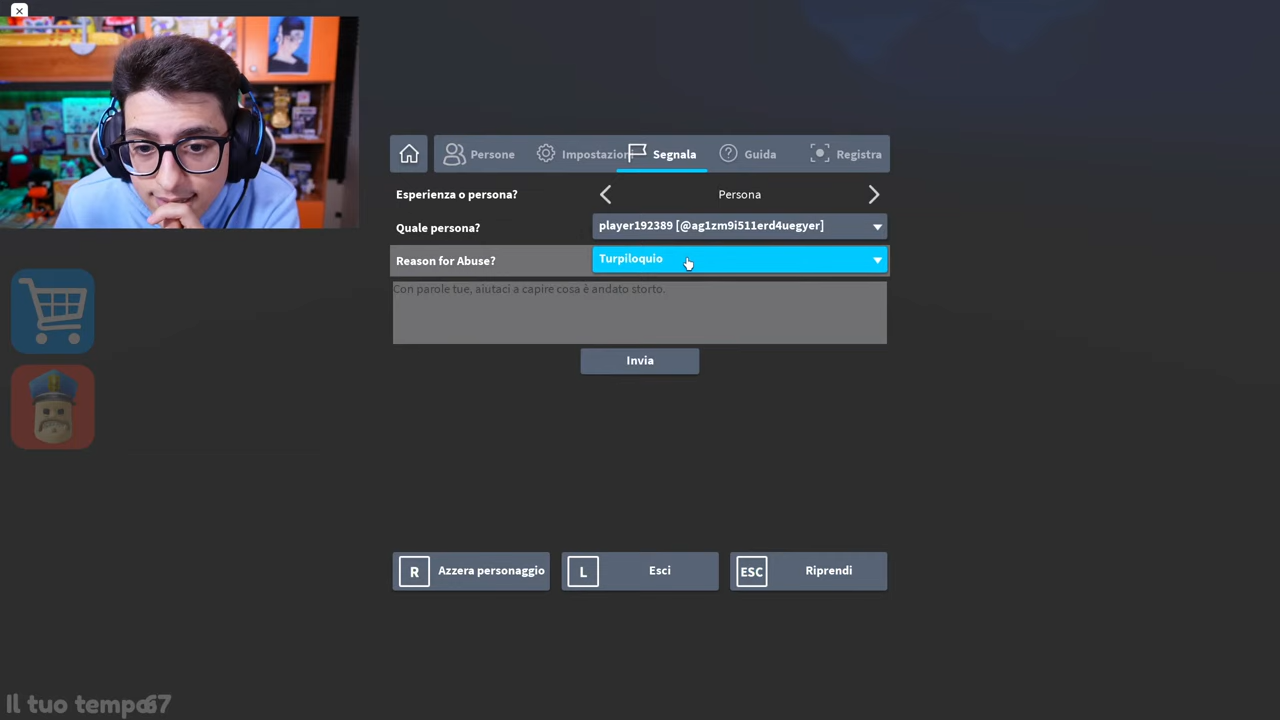 Persone
Impostazioni
Segnala
Guida
Registra
Esperienza o persona?
Persona
Quale persona?
player192389 [@ag1zm9i511erd4uegyer]
Reason for Abuse?
Turpiloquio
Con parole tue, aiutaci a capire cosa è andato storto.
Invia
R Azzera personaggio
L Esci
ESC Riprendi
Il tuo tempo67